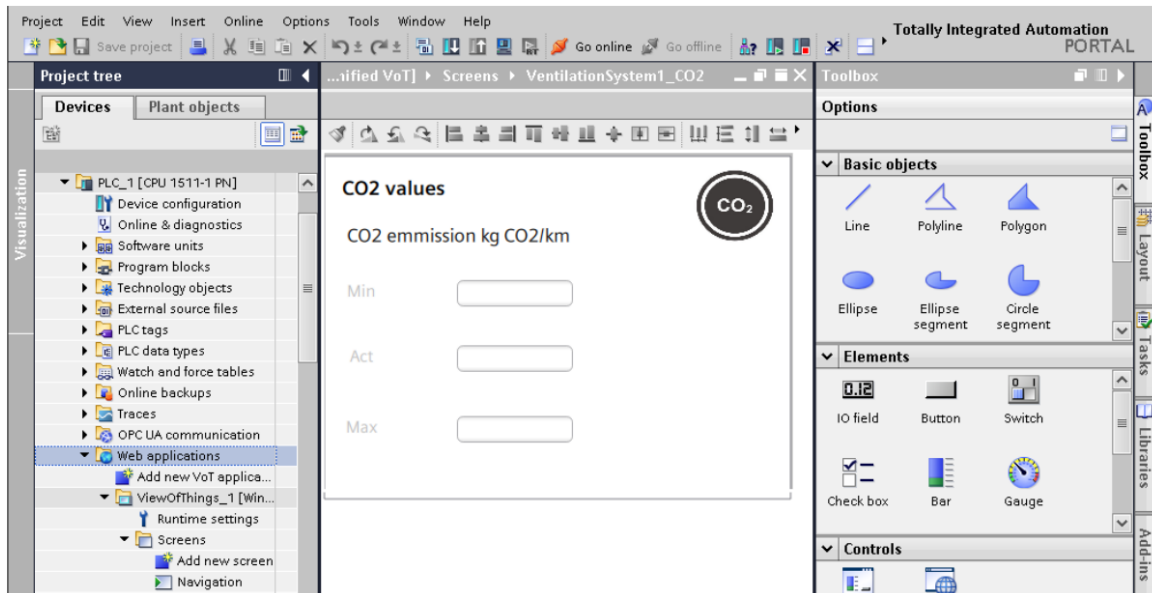 Project Edit View Insert Online Options Tools Window Help
Totally Integrated Automation
PORTAL
Save project Go online Go offline
Project tree
...nified VoT] Screens VentilationSystem1_CO2
Toolbox
Devices Plant objects
Options
Visualization
PLC_1 [CPU 1511-1 PN]
Device configuration
Online & diagnostics
Software units
Program blocks
Technology objects
External source files
PLC tags
PLC data types
Watch and force tables
Online backups
Traces
OPC UA communication
Web applications
Add new VoT applica...
ViewOfThings_1 [Win...
Runtime settings
Screens
Add new screen
Navigation
CO2 values
CO₂
CO2 emmission kg CO2/km
Min
Act
Max
Basic objects
Line Polyline Polygon
Ellipse Ellipse segment Circle segment
Elements
0.12
0 1
IO field Button Switch
Check box Bar Gauge
Controls
Toolbox
Layout
Tasks
Libraries
Add-ins